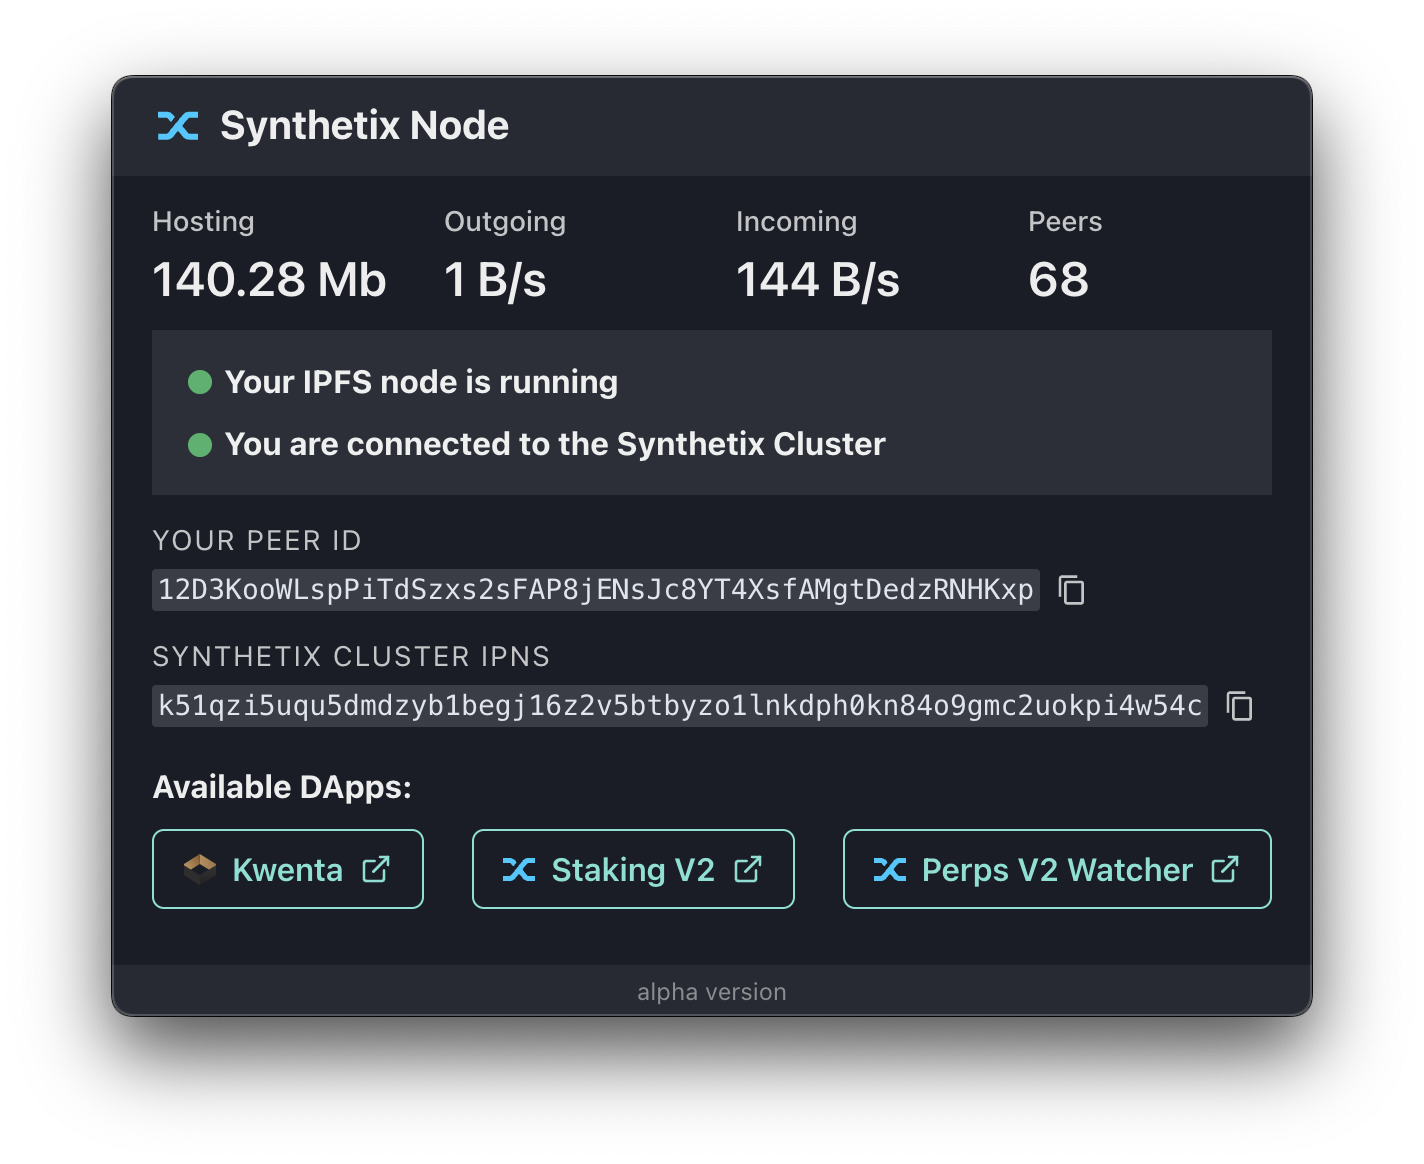 Synthetix Node
Hosting Outgoing Incoming Peers
140.28 Mb 1 B/s 144 B/s 68
Your IPFS node is running
You are connected to the Synthetix Cluster
YOUR PEER ID
12D3KooWLspPiTdSzxs2sFAP8jENsJc8YT4XsfAMgtDedzRNHKxp
SYNTHETIX CLUSTER IPNS
k51qzi5uqu5dmdzyb1begj16z2v5btbyzo1lnkdph0kn84o9gmc2uokpi4w54c
Available DApps:
Kwenta Staking V2 Perps V2 Watcher
alpha version